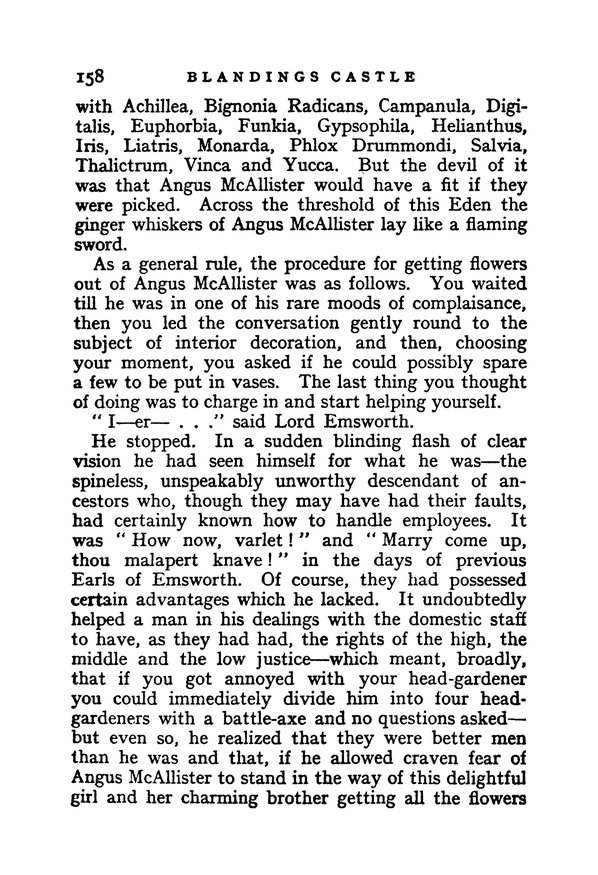 158 BLANDINGS CASTLE
with Achillea, Bignonia Radicans, Campanula, Digi-
talis, Euphorbia, Funkia, Gypsophila, Helianthus,
Iris, Liatris, Monarda, Phlox Drummondi, Salvia,
Thalictrum, Vinca and Yucca. But the devil of it
was that Angus McAllister would have a fit if they
were picked. Across the threshold of this Eden the
ginger whiskers of Angus McAllister lay like a flaming
sword.
As a general rule, the procedure for getting flowers
out of Angus McAllister was as follows. You waited
till he was in one of his rare moods of complaisance,
then you led the conversation gently round to the
subject of interior decoration, and then, choosing
your moment, you asked if he could possibly spare
a few to be put in vases. The last thing you thought
of doing was to charge in and start helping yourself.
“ I—er— . . .” said Lord Emsworth.
He stopped. In a sudden blinding flash of clear
vision he had seen himself for what he was—the
spineless, unspeakably unworthy descendant of an-
cestors who, though they may have had their faults,
had certainly known how to handle employees. It
was “ How now, varlet ! ” and “ Marry come up,
thou malapert knave ! ” in the days of previous
Earls of Emsworth. Of course, they had possessed
certain advantages which he lacked. It undoubtedly
helped a man in his dealings with the domestic staff
to have, as they had had, the rights of the high, the
middle and the low justice—which meant, broadly,
that if you got annoyed with your head-gardener
you could immediately divide him into four head-
gardeners with a battle-axe and no questions asked—
but even so, he realized that they were better men
than he was and that, if he allowed craven fear of
Angus McAllister to stand in the way of this delightful
girl and her charming brother getting all the flowers